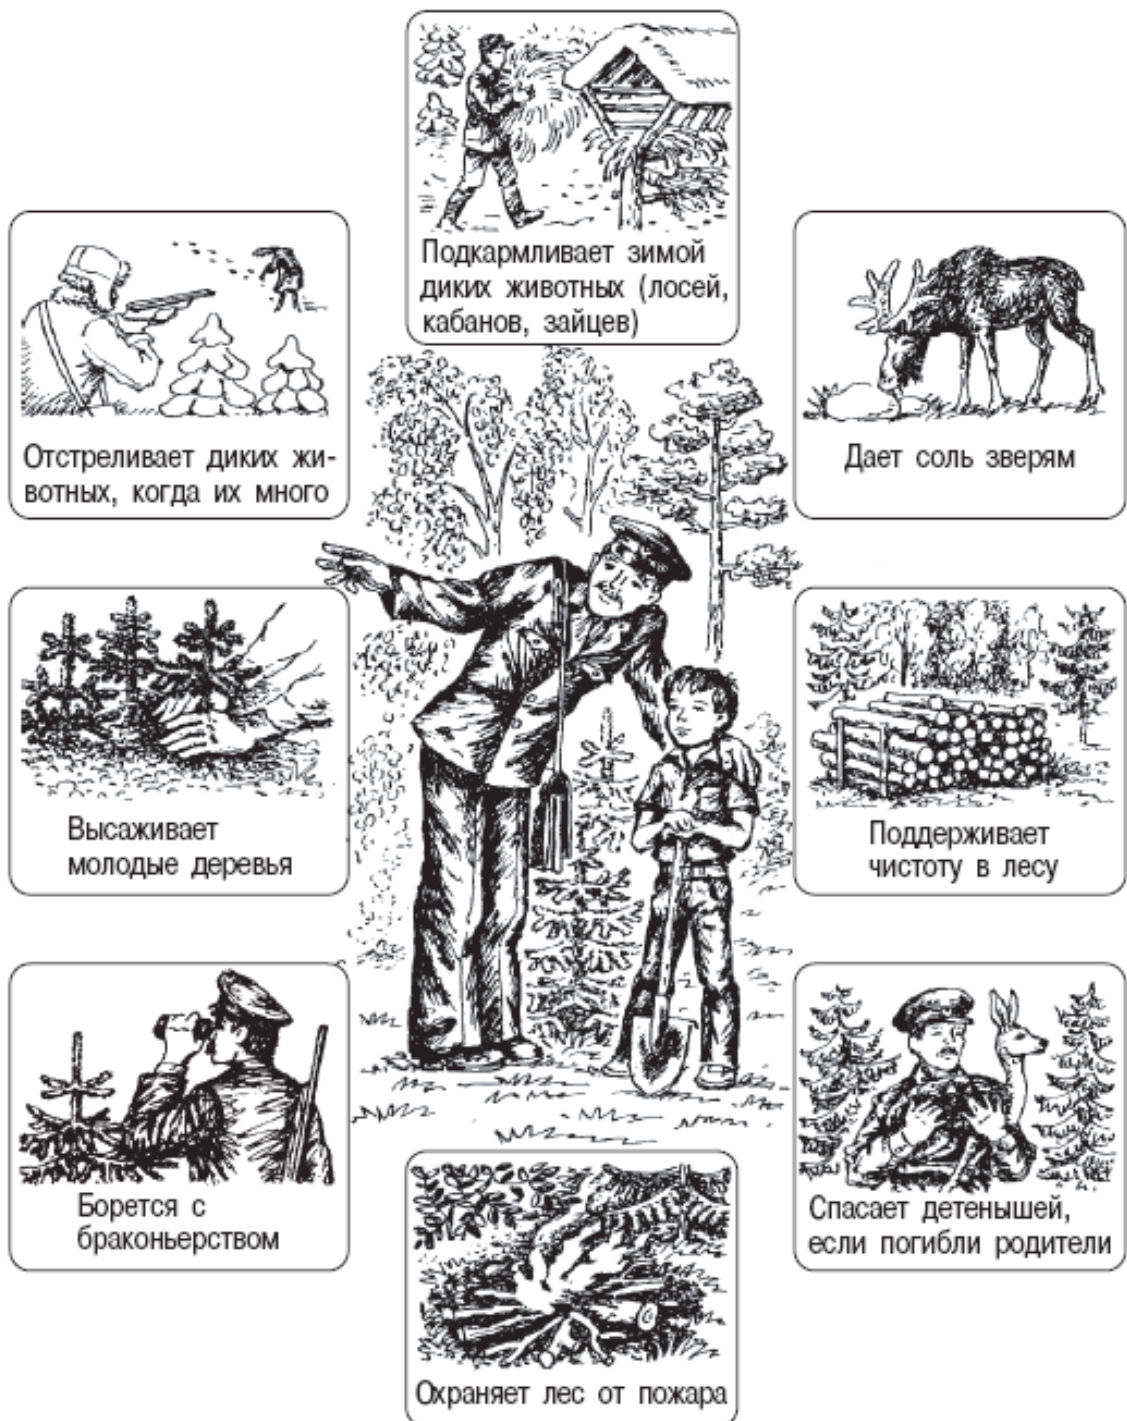 Подкармливает зимой
диких животных (лосей,
кабанов, зайцев)
Отстреливает диких жи-
вотных, когда их много
Дает соль зверям
Высаживает
молодые деревья
Поддерживает
чистоту в лесу
Борется с
браконьерством
Спасает детенышей,
если погибли родители
Охраняет лес от пожара